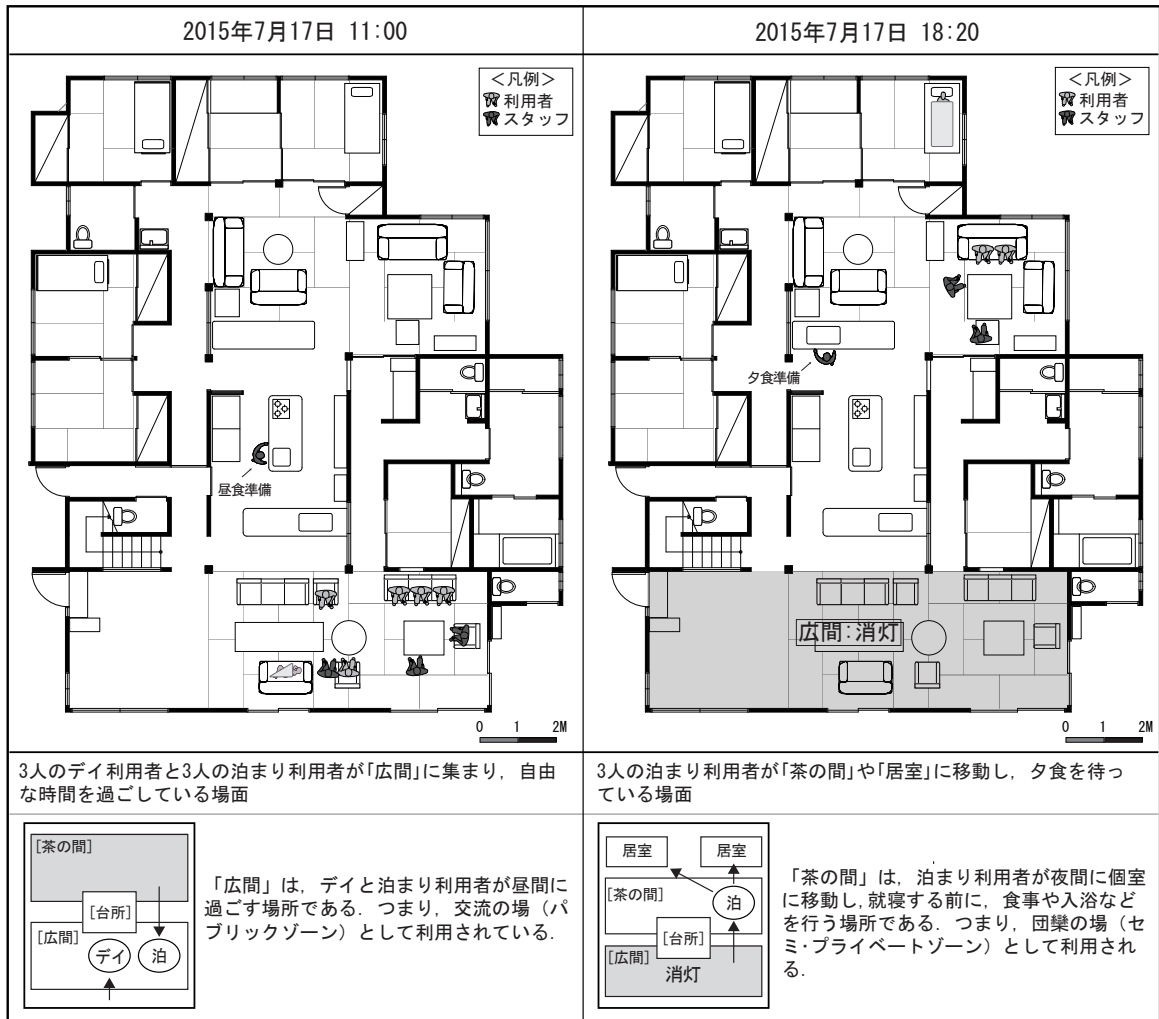 2015年7月17日 11:00
2015年7月17日 18:20
＜凡例＞
利用者
スタッフ
昼食準備
0 1 2M
＜凡例＞
利用者
スタッフ
夕食準備
広間:消灯
0 1 2M
3人のデイ利用者と3人の泊まり利用者が「広間」に集まり，自由
な時間を過ごしている場面
3人の泊まり利用者が「茶の間」や「居室」に移動し，夕食を待っ
ている場面
[茶の間]
[台所]
[広間]
デイ
泊
「広間」は，デイと泊まり利用者が昼間に
過ごす場所である．つまり，交流の場（パ
ブリックゾーン）として利用されている．
居室
居室
[茶の間]
泊
[台所]
[広間]
消灯
「茶の間」は，泊まり利用者が夜間に個室
に移動し,就寝する前に，食事や入浴など
を行う場所である．つまり，団欒の場（セ
ミ・プライベートゾーン）として利用され
る.